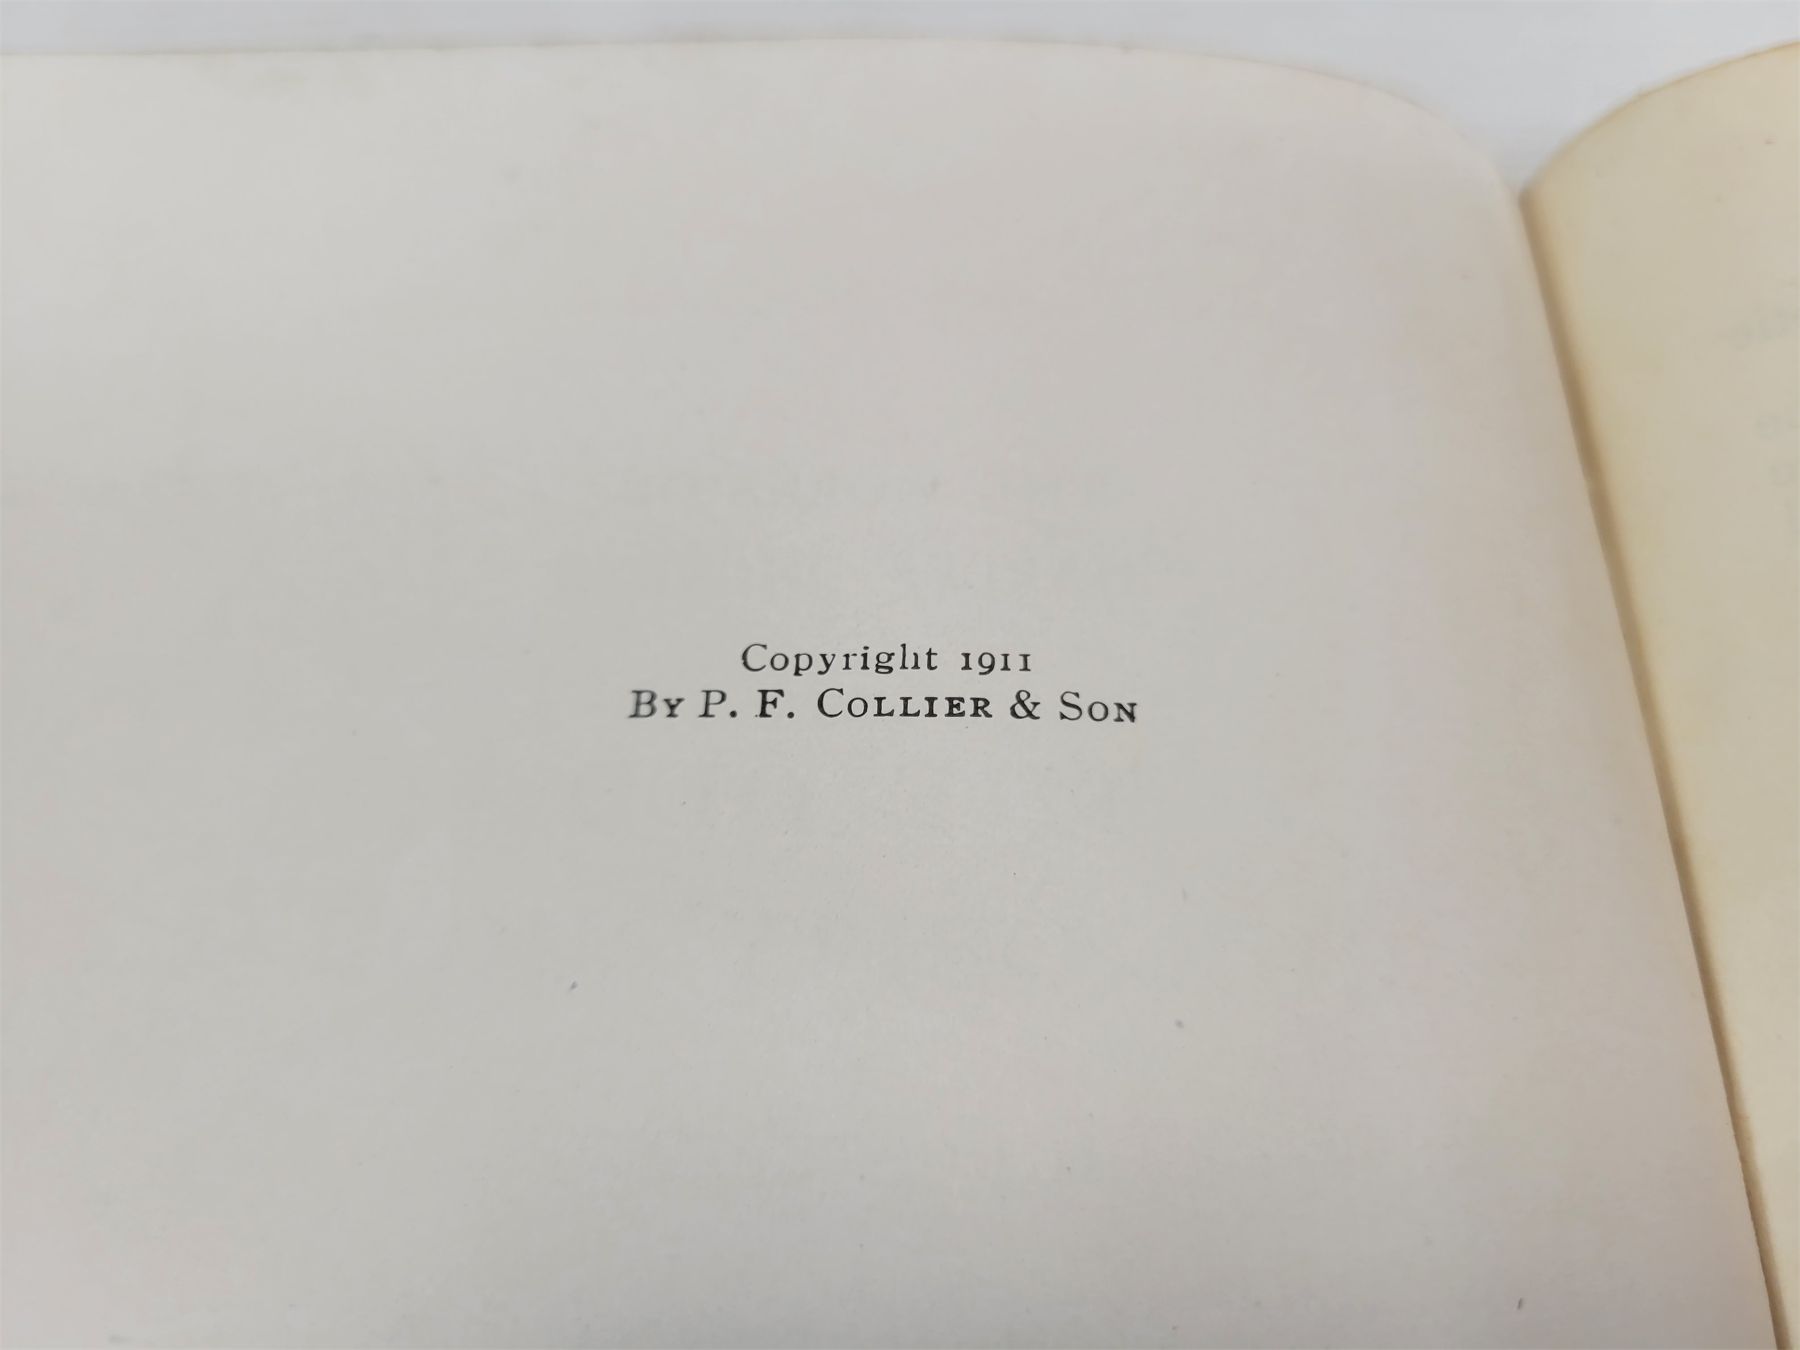 Copyright 1911
By P. F. Collier & Son